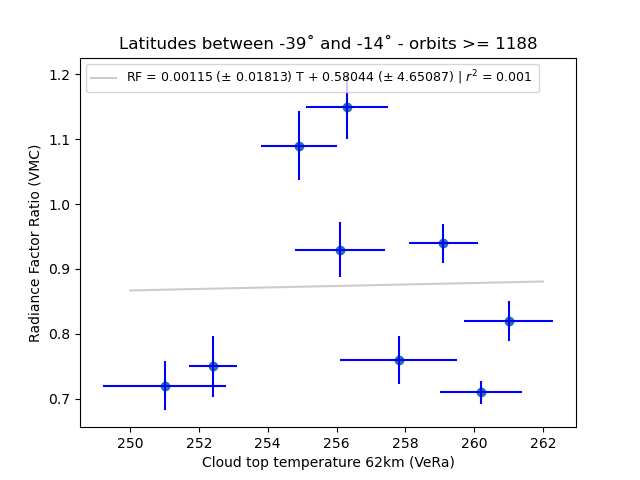 Latitudes between -39˚ and -14˚ - orbits >= 1188
RF = 0.00115 (± 0.01813) T + 0.58044 (± 4.65087) | r² = 0.001
1.2
1.1
1.0
0.9
0.8
0.7
Radiance Factor Ratio (VMC)
250 252 254 256 258 260 262
Cloud top temperature 62km (VeRa)